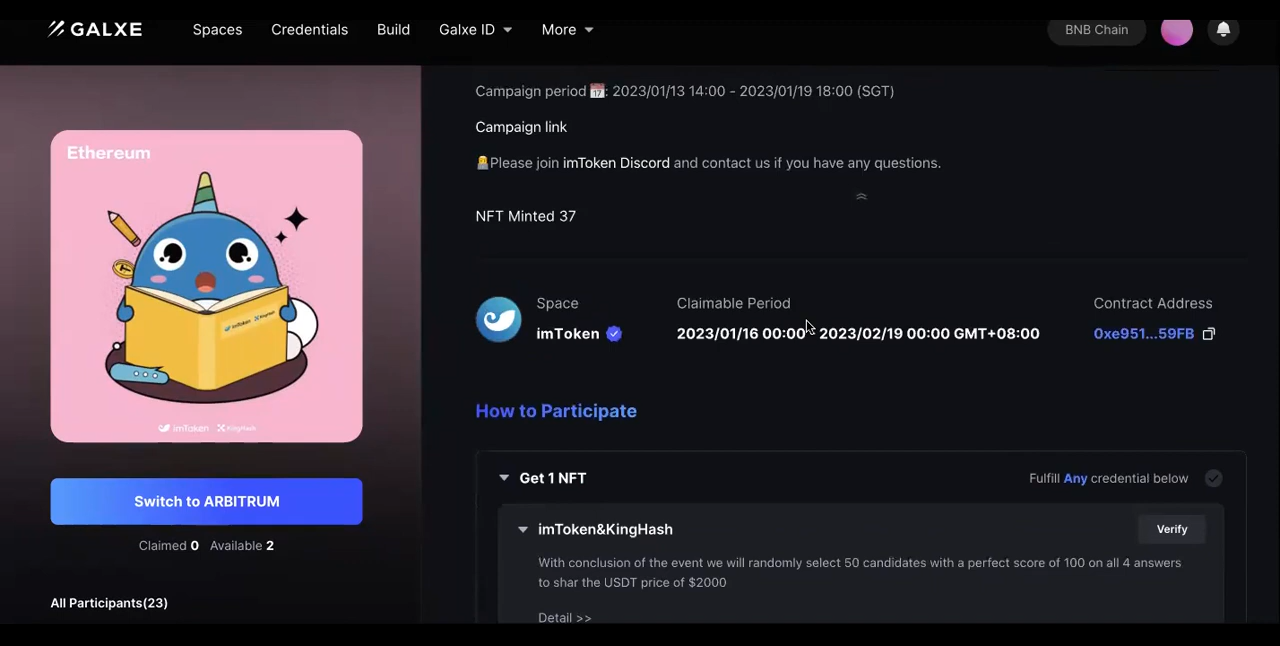 GALXE
Spaces
Credentials
Build
Galxe ID
More
BNB Chain
Campaign period 17: 2023/01/13 14:00 - 2023/01/19 18:00 (SGT)
Campaign link
Please join imToken Discord and contact us if you have any questions.
NFT Minted 37
Space
imToken
Claimable Period
2023/01/16 00:00 - 2023/02/19 00:00 GMT+08:00
Contract Address
0xe951...59FB
How to Participate
Get 1 NFT
Fulfill Any credential below
imToken&KingHash
Verify
With conclusion of the event we will randomly select 50 candidates with a perfect score of 100 on all 4 answers
to shar the USDT price of $2000
Detail >>
Ethereum
imToken KingHash
imToken KingHash
Switch to ARBITRUM
Claimed 0 Available 2
All Participants(23)